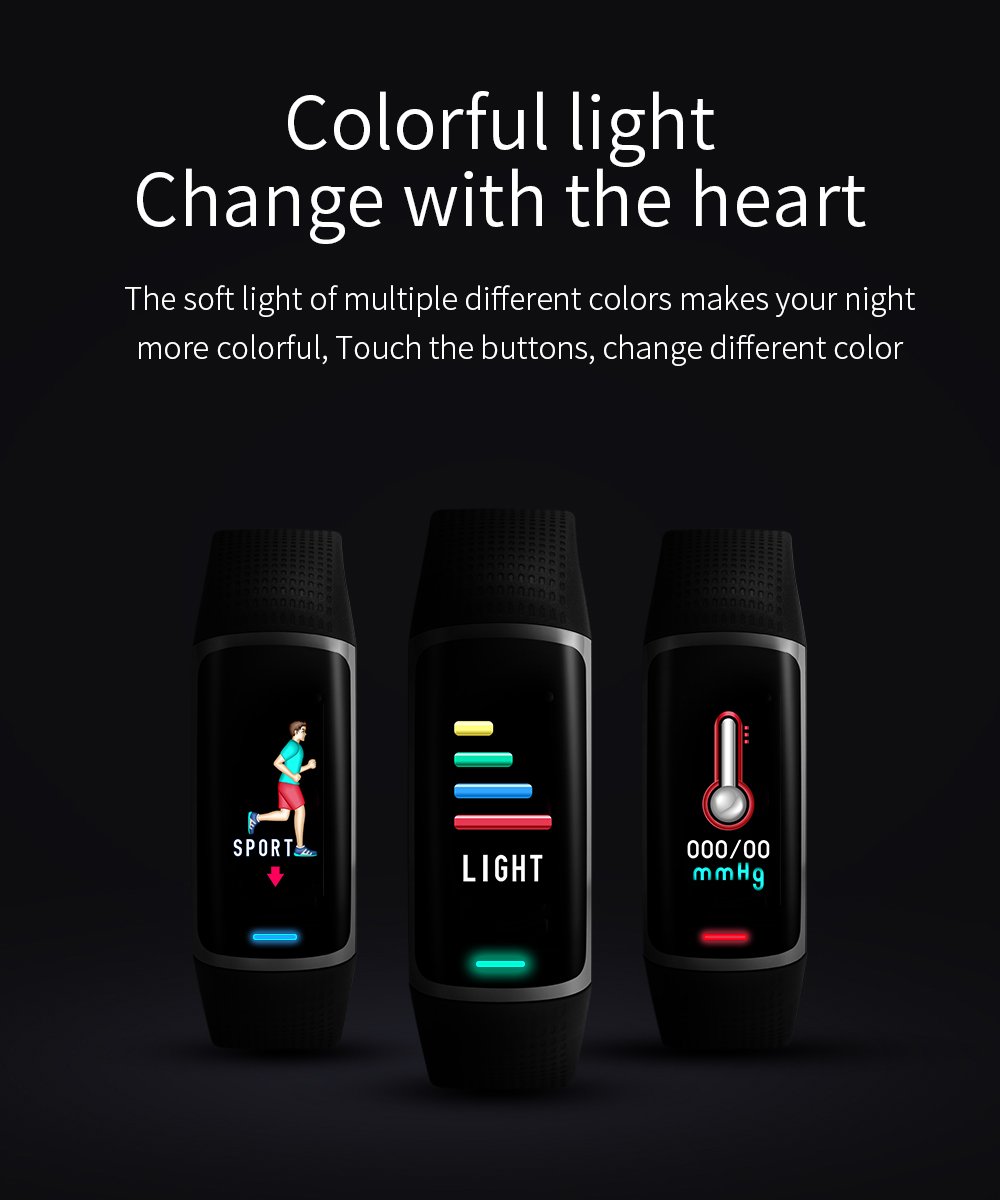 Colorful light
Change with the heart
The soft light of multiple different colors makes your night
more colorful, Touch the buttons, change different color
SPORT
LIGHT
000/00
mmHg